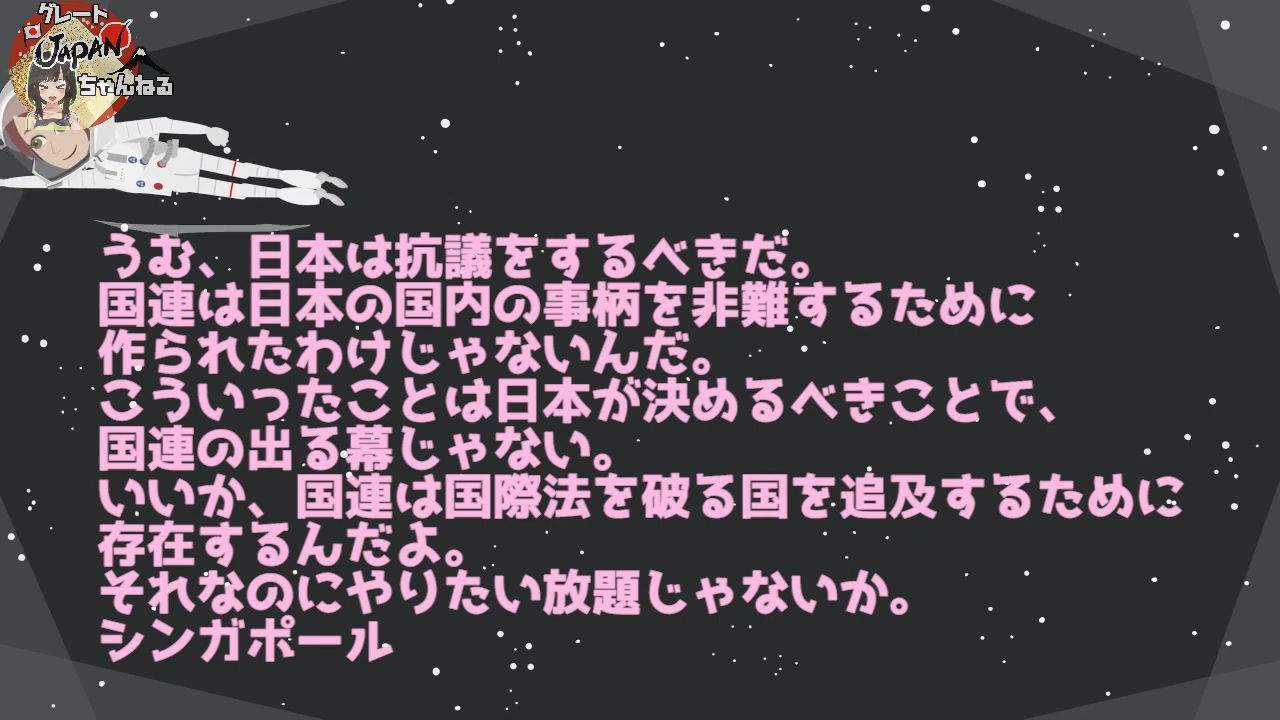 グレート
JAPAN
ちゃんねる
うむ、日本は抗議をするべきだ。
国連は日本の国内の事柄を非難するために
作られたわけじゃないんだ。
こういったことは日本が決めるべきことで、
国連の出る幕じゃない。
いいか、国連は国際法を破る国を追及するために
存在するんだよ。
それなのにやりたい放題じゃないか。
シンガポール